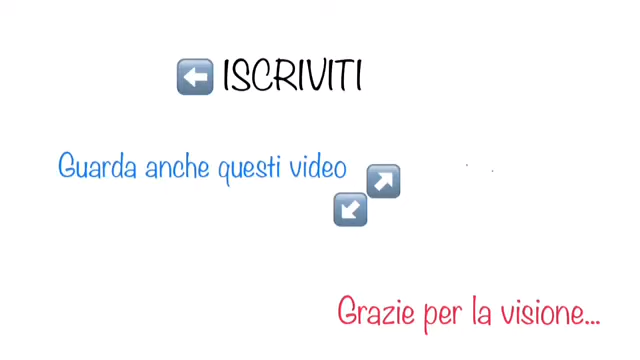 ISCRIVITI
Guarda anche questi video
Grazie per la visione...